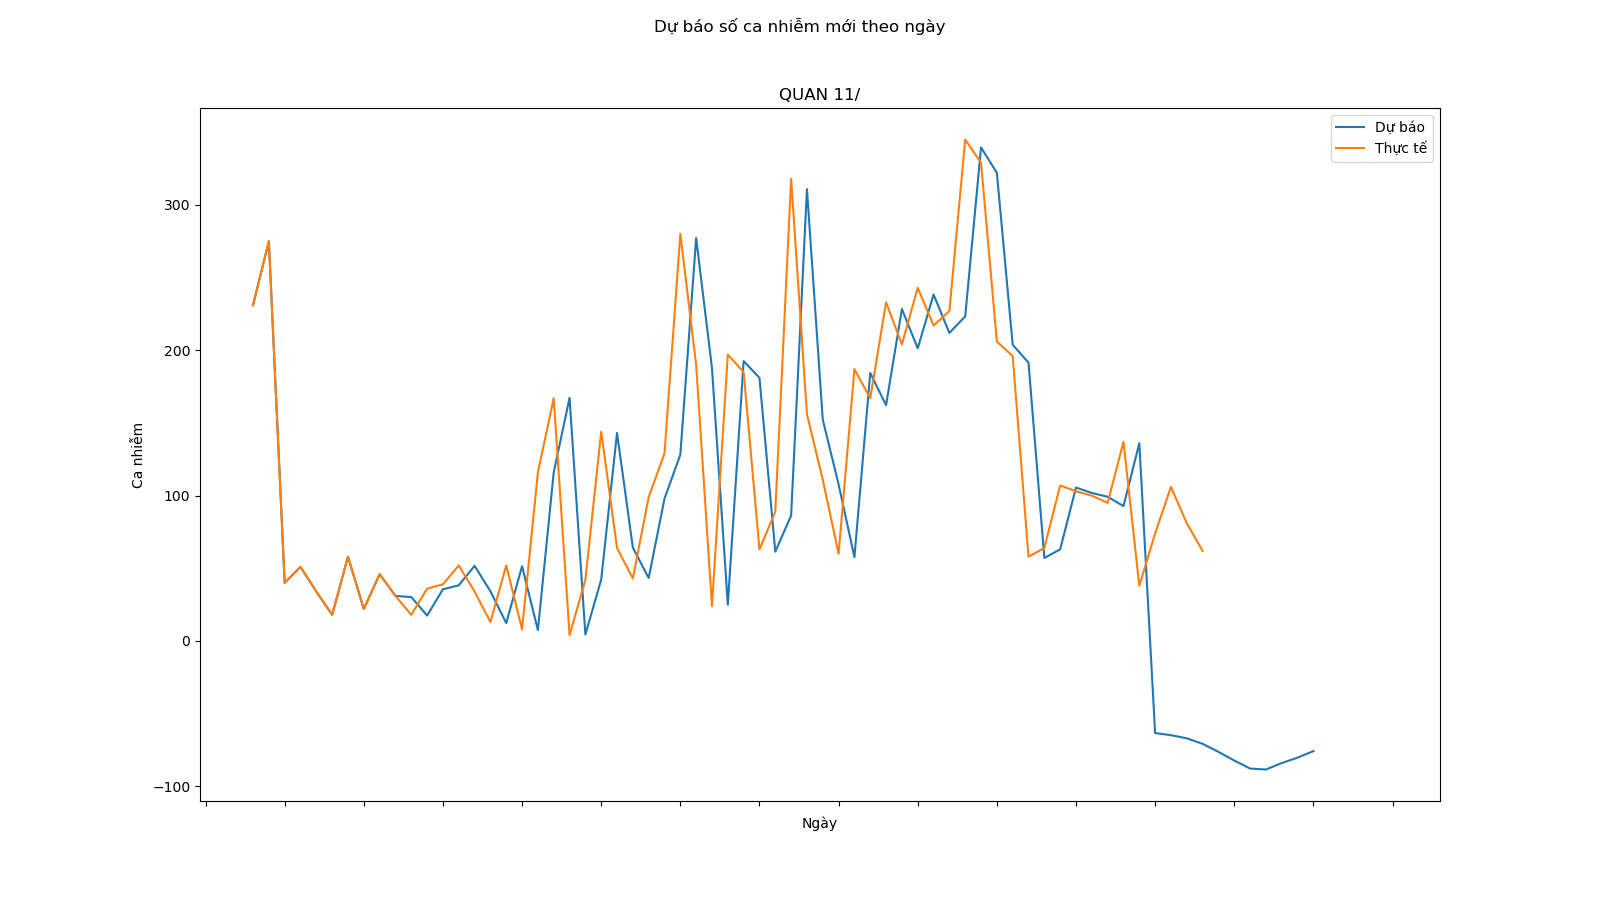 Dự báo số ca nhiễm mới theo ngày
QUAN 11/
Dự báo
Thực tế
300
200
100
0
−100
Ca nhiễm
Ngày